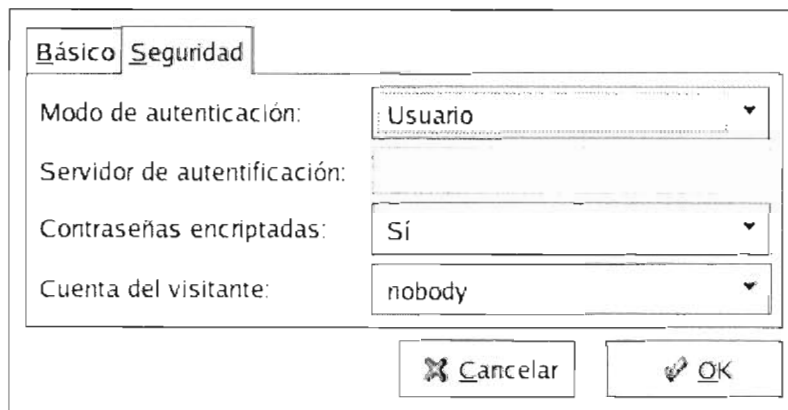 Básico Seguridad
Modo de autenticación: Usuario
Servidor de autentificación:
Contraseñas encriptadas: Sí
Cuenta del visitante: nobody
Cancelar OK